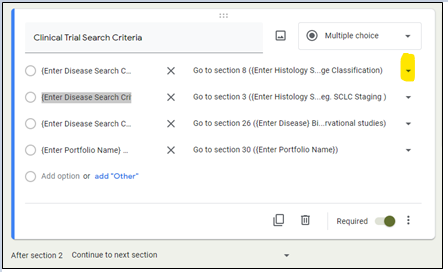 Clinical Trial Search Criteria
Multiple choice
{Enter Disease Search C... Go to section 8 ({Enter Histology S...ge Classification)
{Enter Disease Search Cri Go to section 3 ({Enter Histology S...eg. SCLC Staging )
{Enter Disease Search C... Go to section 26 ({Enter Disease} Bi...rvational studies)
{Enter Portfolio Name} ... Go to section 30 ({Enter Portfolio Name})
Add option or add "Other"
Required
After section 2 Continue to next section